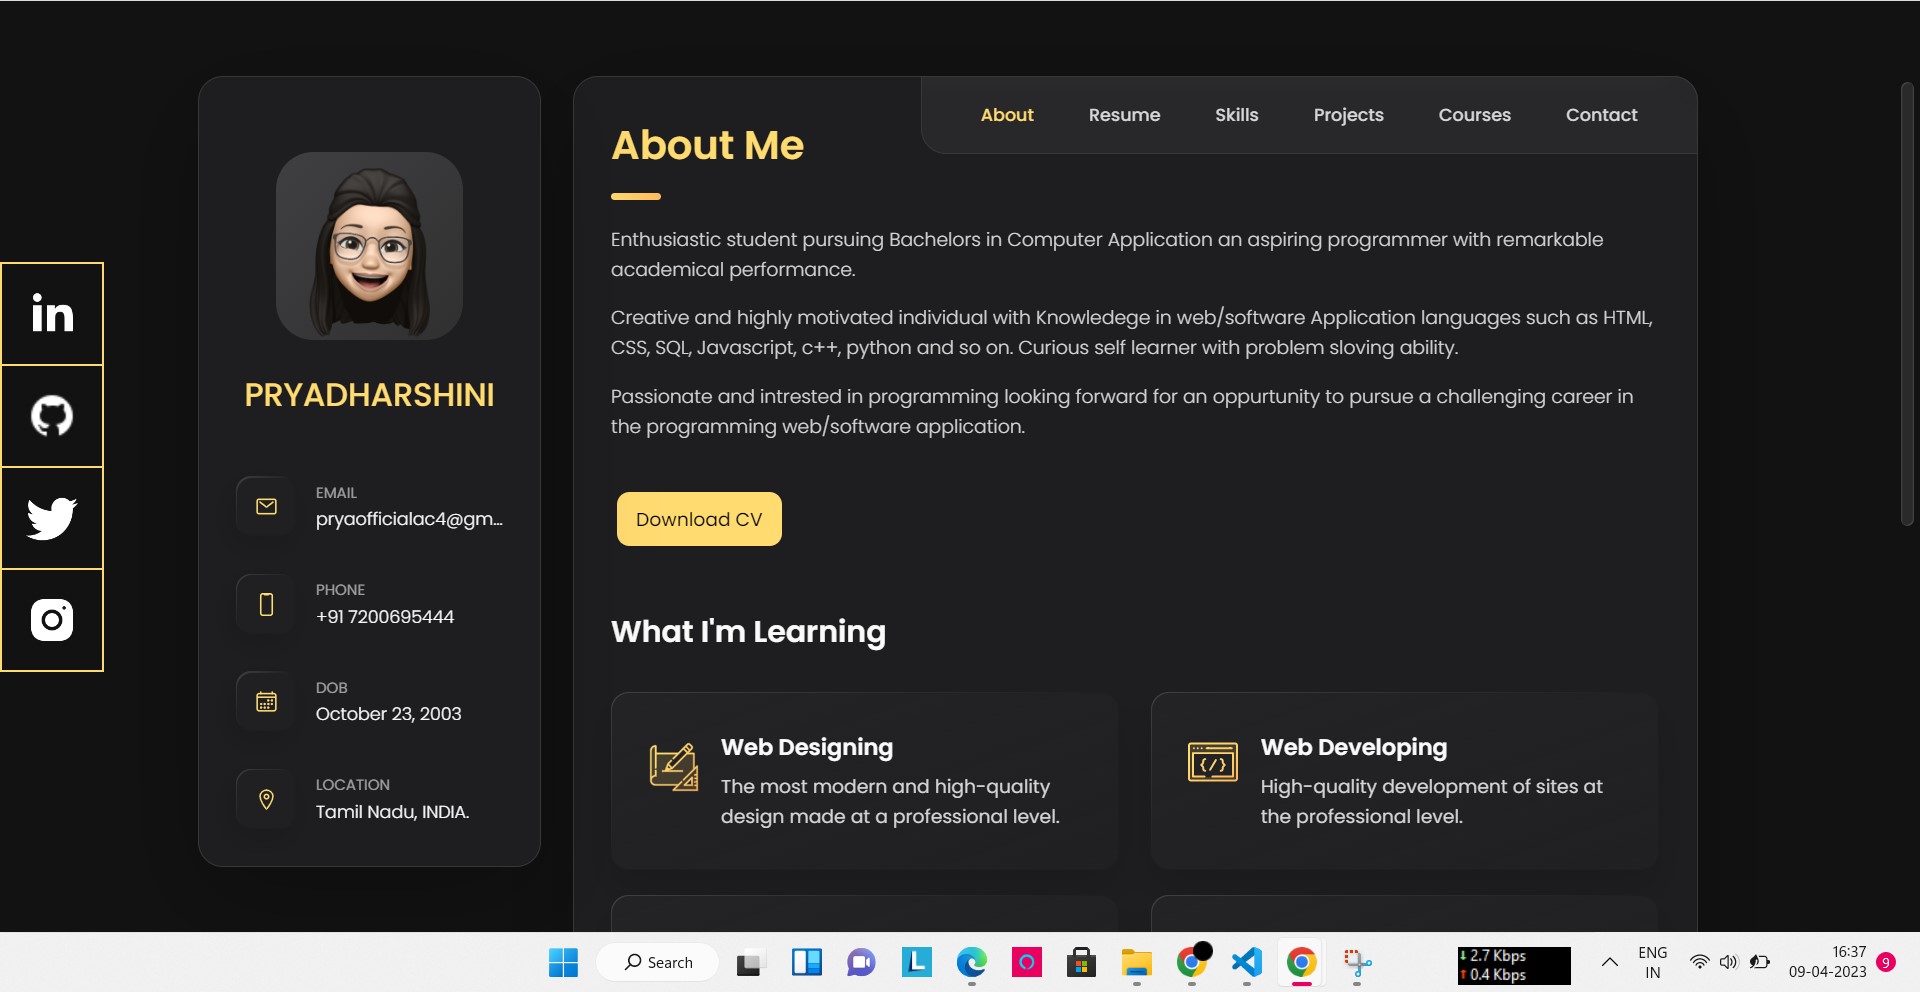 About
Resume
Skills
Projects
Courses
Contact
About Me
Enthusiastic student pursuing Bachelors in Computer Application an aspiring programmer with remarkable
academical performance.
Creative and highly motivated individual with Knowledege in web/software Application languages such as HTML,
CSS, SQL, Javascript, c++, python and so on. Curious self learner with problem sloving ability.
Passionate and intrested in programming looking forward for an oppurtunity to pursue a challenging career in
the programming web/software application.
Download CV
What I'm Learning
Web Designing
The most modern and high-quality
design made at a professional level.
Web Developing
High-quality development of sites at
the professional level.
in
PRYADHARSHINI
EMAIL
pryaofficialac4@gm...
PHONE
+91 7200695444
DOB
October 23, 2003
LOCATION
Tamil Nadu, INDIA.
Search
L
2.7 Kbps
0.4 Kbps
ENG
IN
16:37
09-04-2023
9